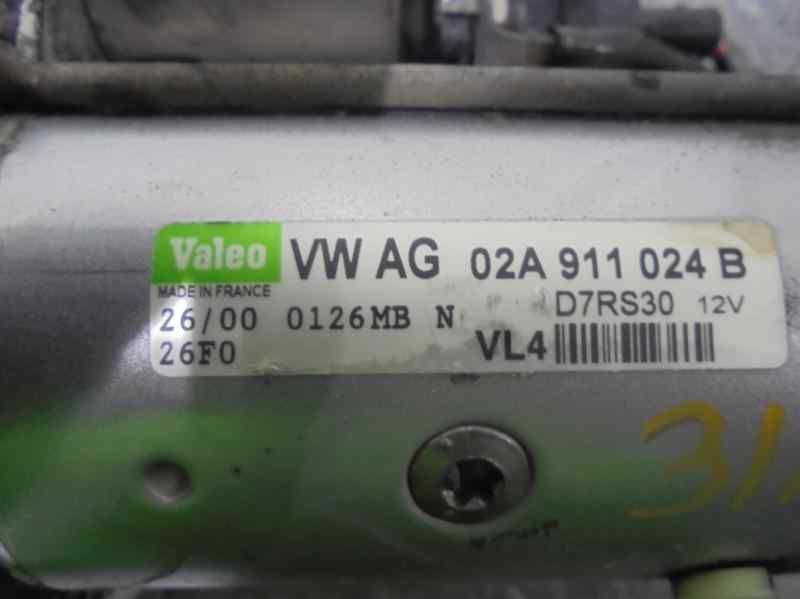 Valeo VW AG 02A 911 024 B
MADE IN FRANCE D7RS30 12V
26/00 0126MB N
26F0 VL4